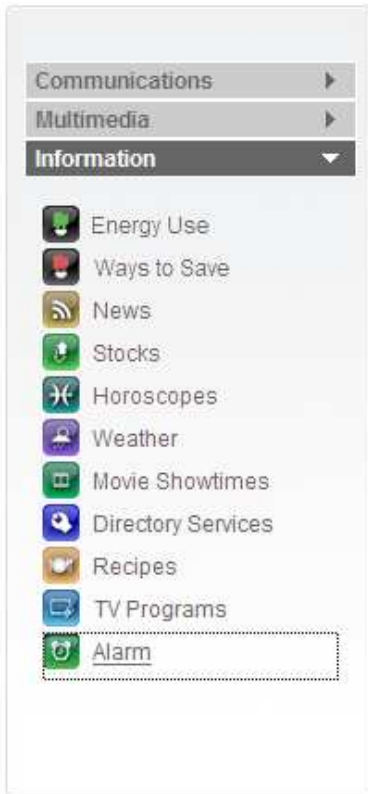 Communications
Multimedia
Information
Energy Use
Ways to Save
News
Stocks
Horoscopes
Weather
Movie Showtimes
Directory Services
Recipes
TV Programs
Alarm